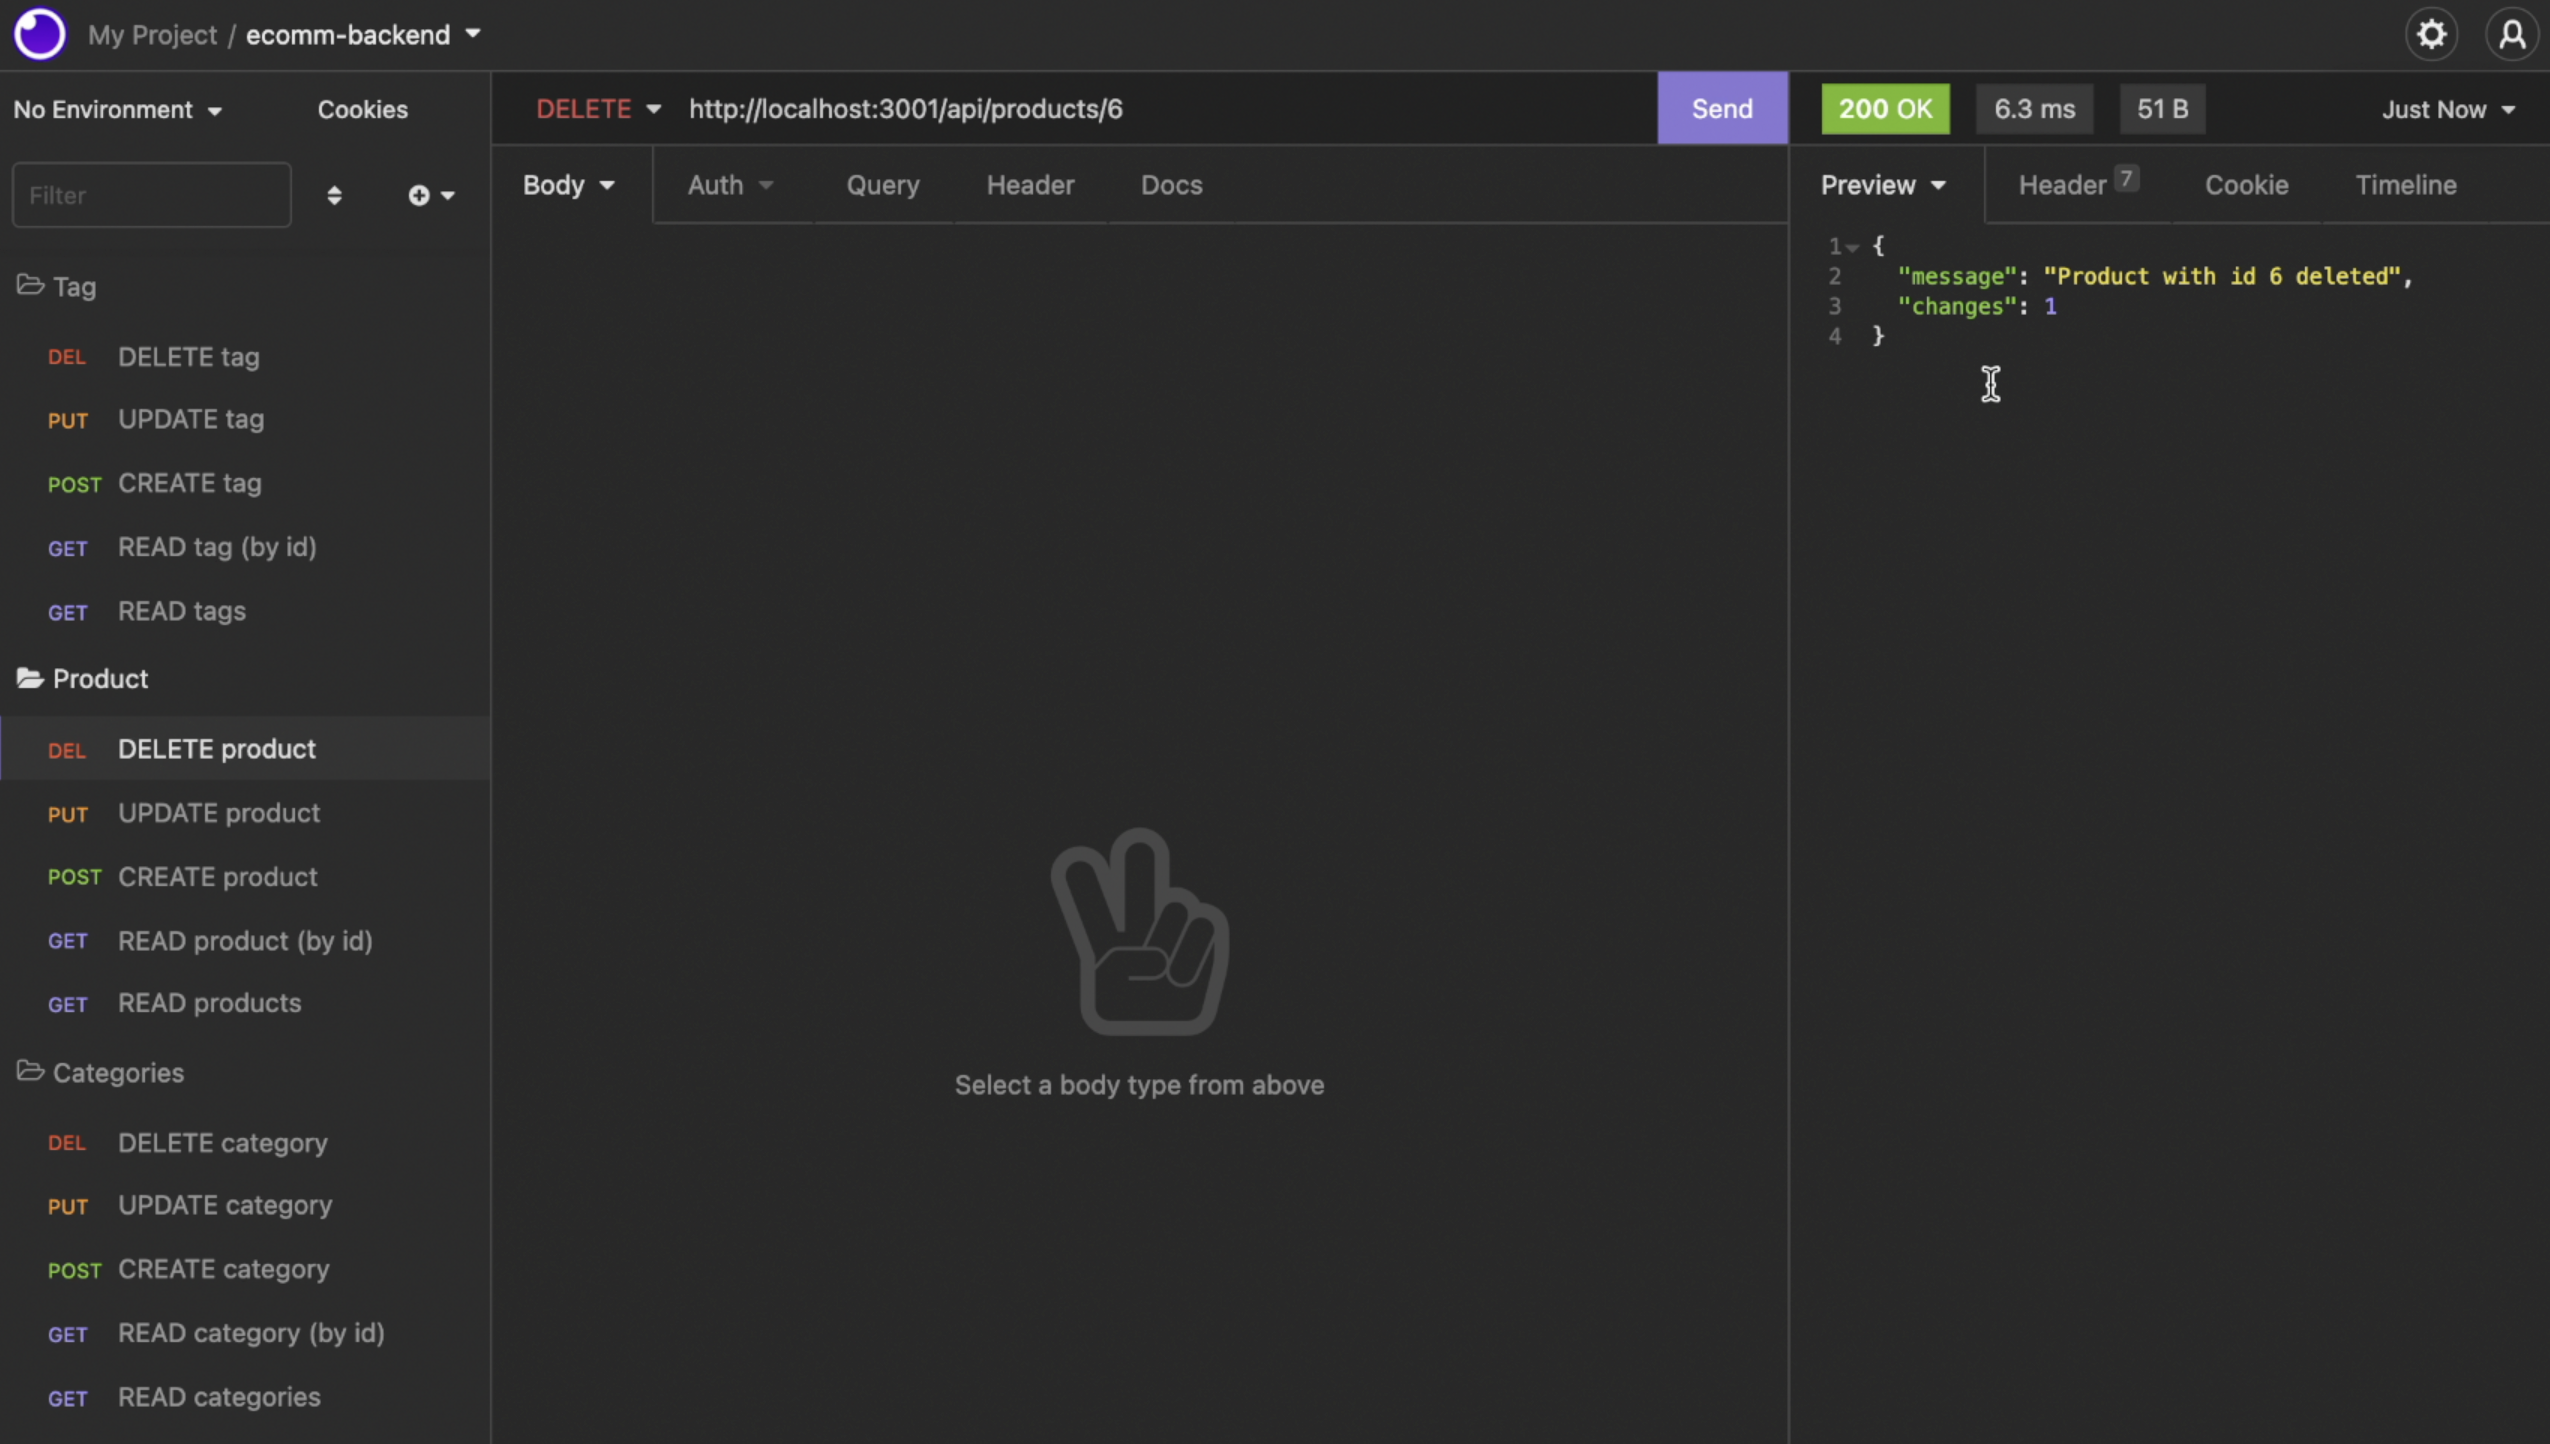 My Project / ecomm-backend
No Environment
Cookies
Filter
Tag
DEL DELETE tag
PUT UPDATE tag
POST CREATE tag
GET READ tag (by id)
GET READ tags
Product
DEL DELETE product
PUT UPDATE product
POST CREATE product
GET READ product (by id)
GET READ products
Categories
DEL DELETE category
PUT UPDATE category
POST CREATE category
GET READ category (by id)
GET READ categories
DELETE http://localhost:3001/api/products/6 Send
Body Auth Query Header Docs
Select a body type from above
200 OK 6.3 ms 51 B Just Now
Preview Header 7 Cookie Timeline
1 {
2 "message": "Product with id 6 deleted",
3 "changes": 1
4 }